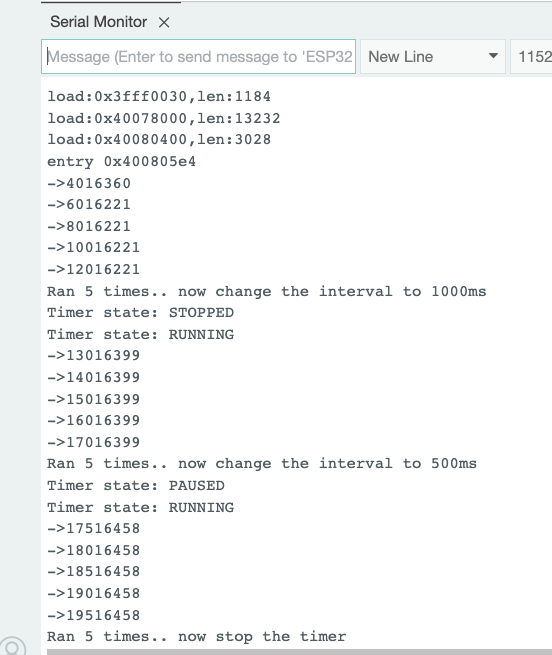 Serial Monitor ×
Message (Enter to send message to 'ESP32 New Line 1152
load:0x3fff0030,len:1184
load:0x40078000,len:13232
load:0x40080400,len:3028
entry 0x400805e4
->4016360
->6016221
->8016221
->10016221
->12016221
Ran 5 times.. now change the interval to 1000ms
Timer state: STOPPED
Timer state: RUNNING
->13016399
->14016399
->15016399
->16016399
->17016399
Ran 5 times.. now change the interval to 500ms
Timer state: PAUSED
Timer state: RUNNING
->17516458
->18016458
->18516458
->19016458
->19516458
Ran 5 times.. now stop the timer